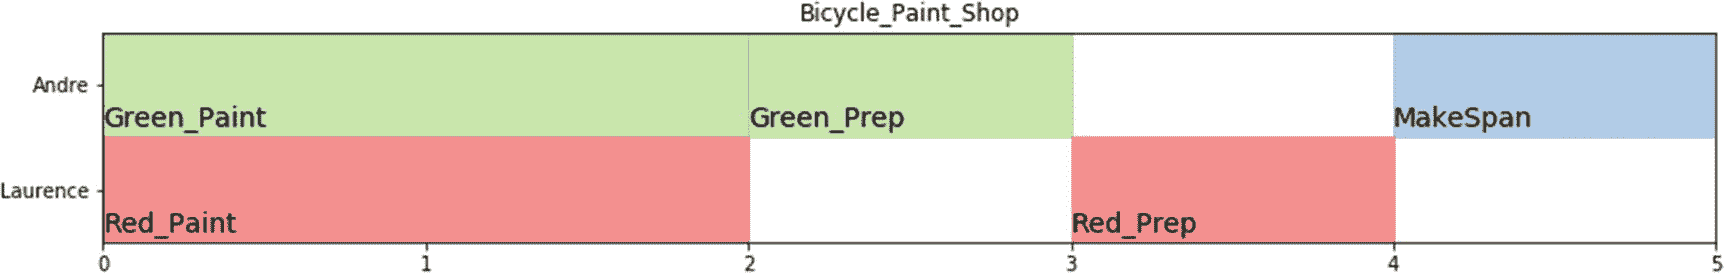 Bicycle_Paint_Shop
Andre
Green_Paint
Green_Prep
MakeSpan
Laurence
Red_Paint
Red_Prep
0 1 2 3 4 5